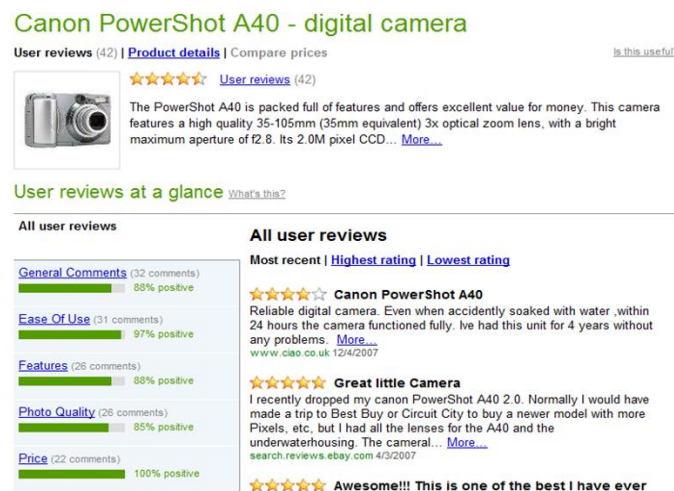 Canon PowerShot A40 - digital camera
User reviews (42) | Product details | Compare prices
Is this useful
User reviews (42)
The PowerShot A40 is packed full of features and offers excellent value for money. This camera
features a high quality 35-105mm (35mm equivalent) 3x optical zoom lens, with a bright
maximum aperture of f2.8. Its 2.0M pixel CCD... More...
User reviews at a glance What's this?
All user reviews
General Comments (32 comments)
88% positive
Ease Of Use (31 comments)
97% positive
Features (26 comments)
88% positive
Photo Quality (26 comments)
85% positive
Price (22 comments)
100% positive
All user reviews
Most recent | Highest rating | Lowest rating
Canon PowerShot A40
Reliable digital camera. Even when accidently soaked with water ,within
24 hours the camera functioned fully. Ive had this unit for 4 years without
any problems. More...
www.ciao.co.uk 12/4/2007
Great little Camera
I recently dropped my canon PowerShot A40 2.0. Normally I would have
made a trip to Best Buy or Circuit City to buy a newer model with more
Pixels, etc, but I had all the lenses for the A40 and the
underwaterhousing. The cameral... More...
search.reviews.ebay.com 4/3/2007
Awesome!!! This is one of the best I have ever